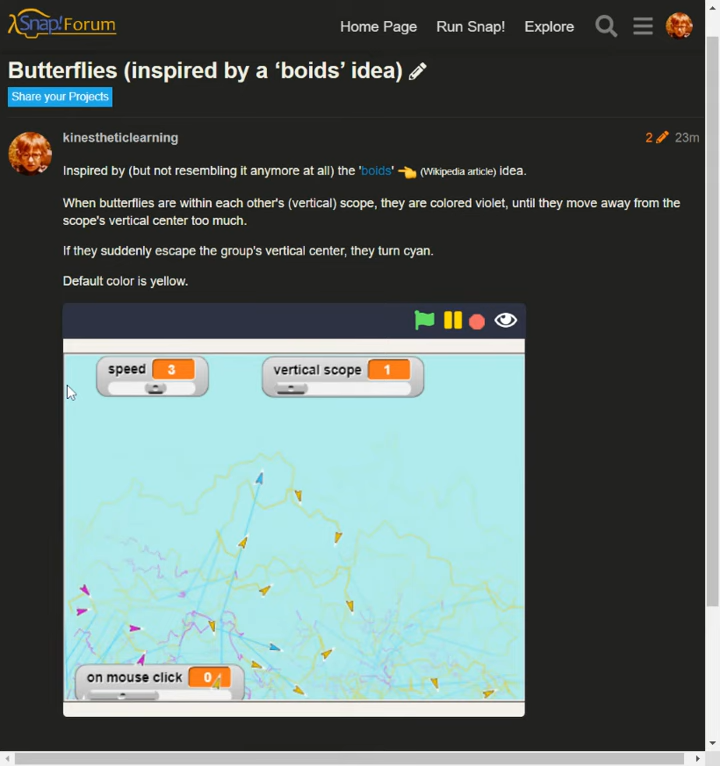 λSnap!Forum
Home Page Run Snap! Explore
Butterflies (inspired by a ‘boids’ idea)
Share your Projects
kinestheticlearning 2 23m
Inspired by (but not resembling it anymore at all) the 'boids' 👈 (Wikipedia article) idea.
When butterflies are within each other's (vertical) scope, they are colored violet, until they move away from the
scope's vertical center too much.
If they suddenly escape the group's vertical center, they turn cyan.
Default color is yellow.
speed 3 vertical scope 1
on mouse click 0